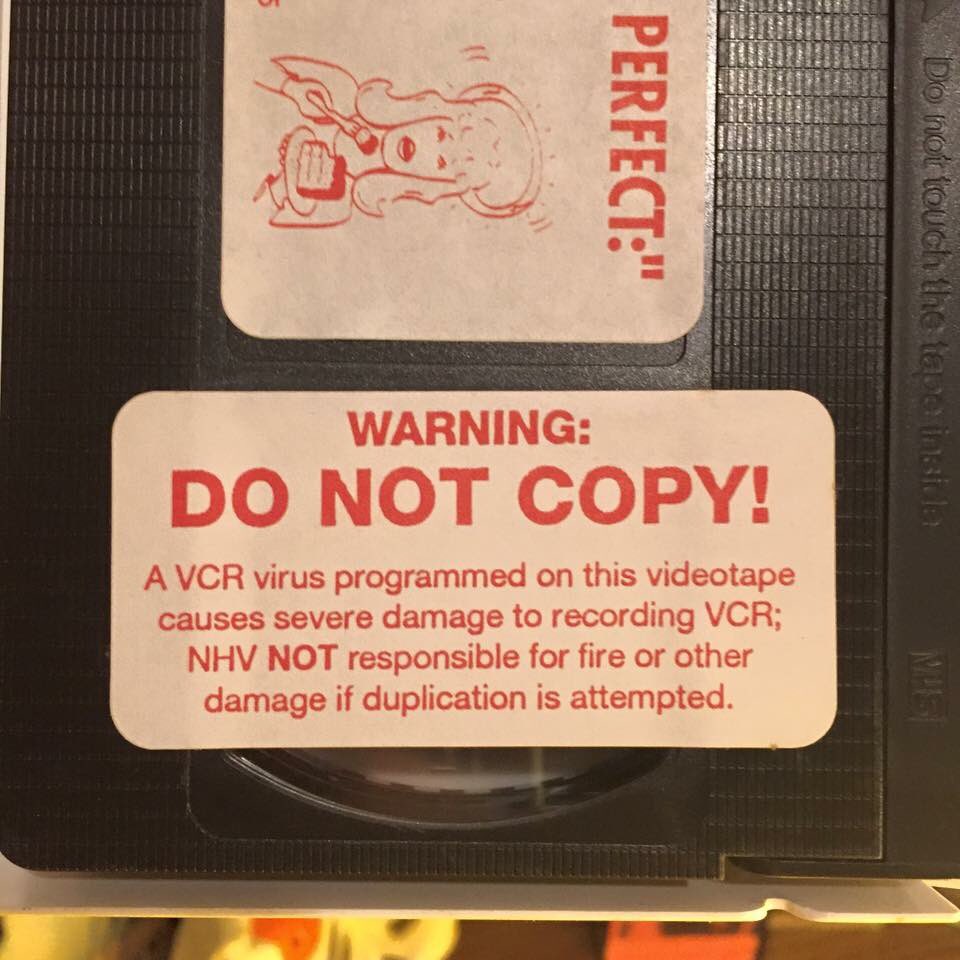 PERFECT:"
WARNING:
DO NOT COPY!
A VCR virus programmed on this videotape
causes severe damage to recording VCR;
NHV NOT responsible for fire or other
damage if duplication is attempted.
Do not touch the tape inside
VHS